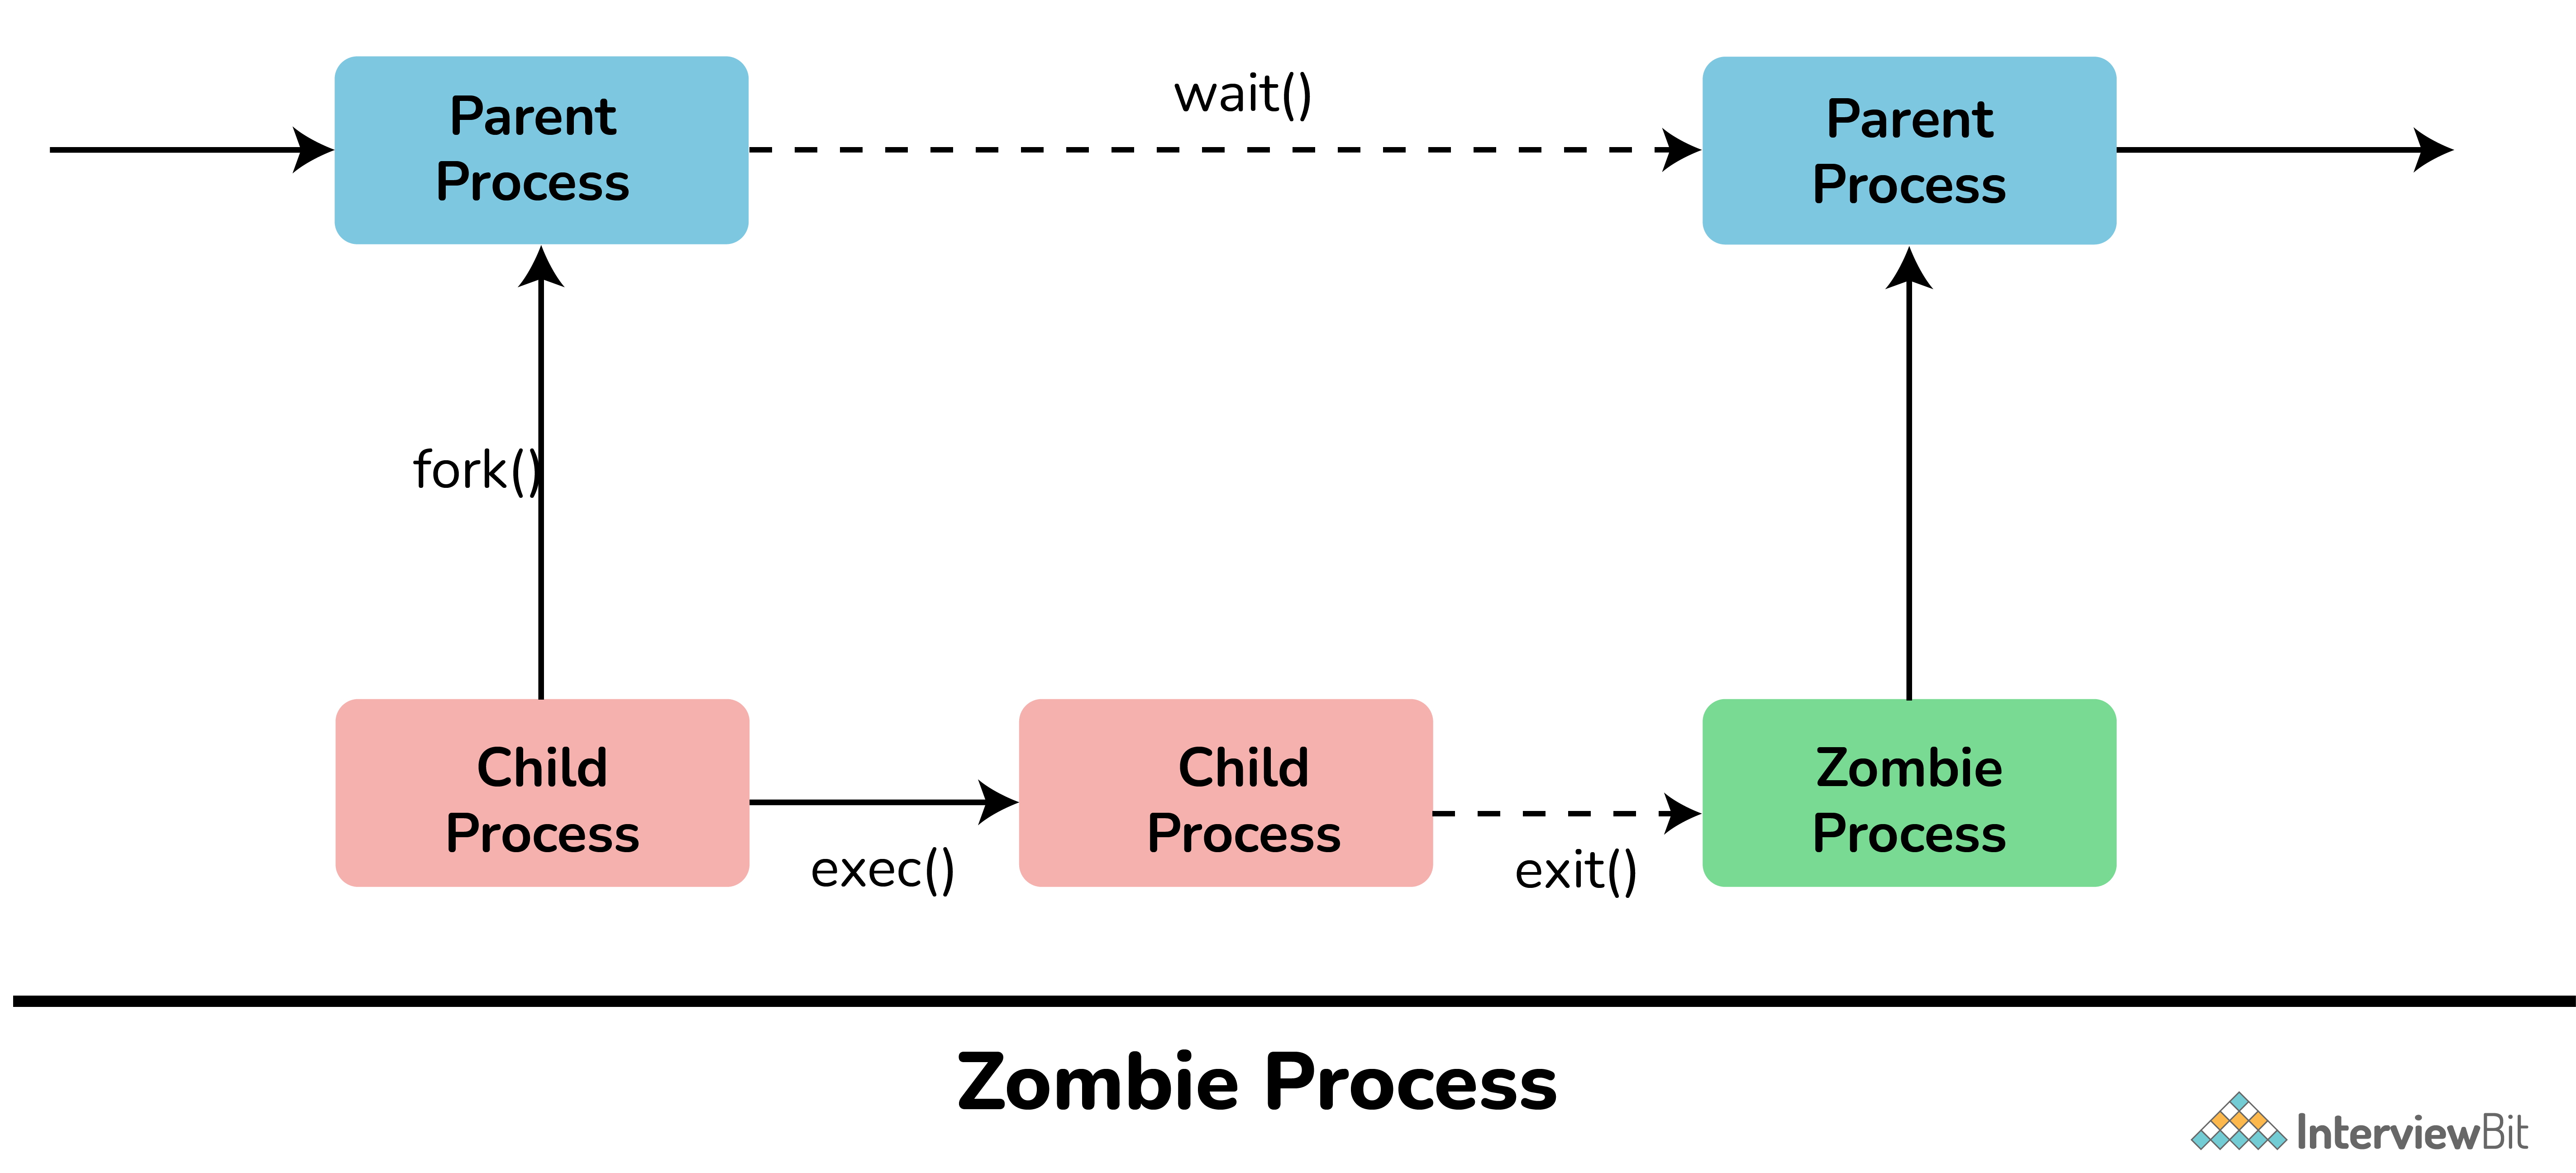 Parent
Process
wait()
Parent
Process
fork()
Child
Process
exec()
Child
Process
exit()
Zombie
Process
Zombie Process
InterviewBit